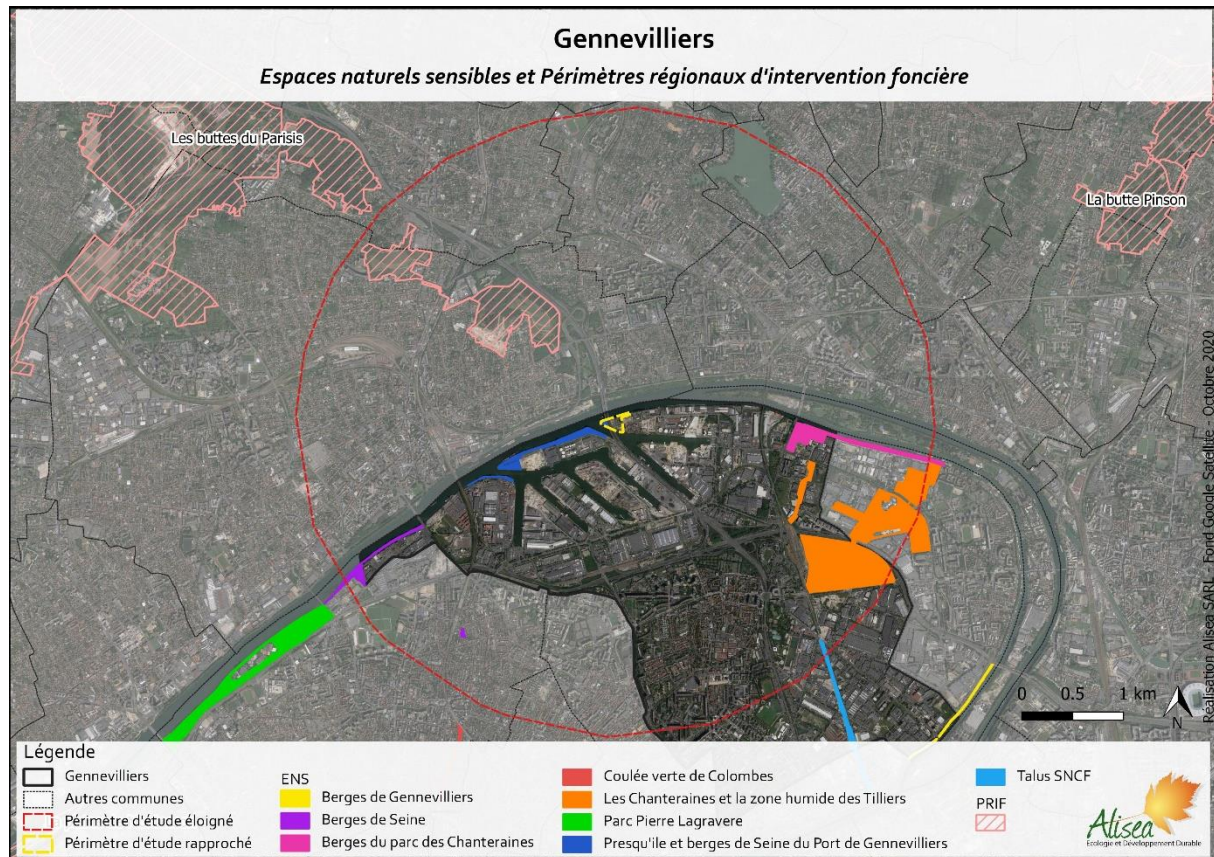 Gennevilliers
Espaces naturels sensibles et Périmètres régionaux d'intervention foncière
Les buttes du Parisis
La butte Pinson
Réalisation Alisea SARL - Fond Google Satellite - Octobre 2020
0 0.5 1 km
N
Légende
Gennevilliers
Autres communes
Périmètre d'étude éloigné
Périmètre d'étude rapproché
ENS
Berges de Gennevilliers
Berges de Seine
Berges du parc des Chanteraines
Coulée verte de Colombes
Les Chanteraines et la zone humide des Tilliers
Parc Pierre Lagravere
Presqu'ile et berges de Seine du Port de Gennevilliers
Talus SNCF
PRIF
Alisea
Ecologie et Développement Durable